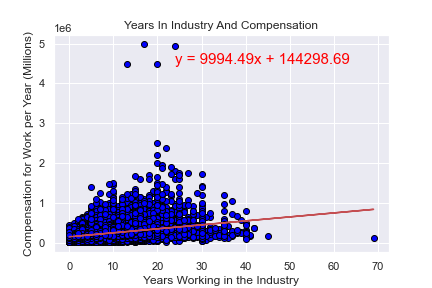 Years In Industry And Compensation
1e6
y = 9994.49x + 144298.69
Compensation for Work per Year (Millions)
5
4
3
2
1
0
0 10 20 30 40 50 60 70
Years Working in the Industry